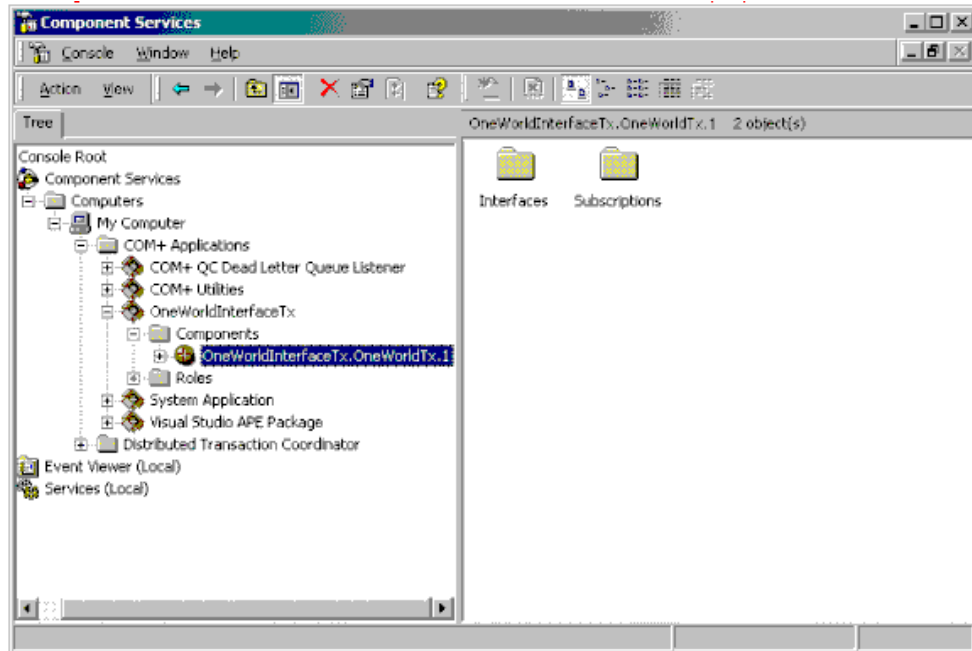 Component Services
Console Window Help
Action View
Tree
OneWorldInterfaceTx.OneWorldTx.1 2 object(s)
Console Root
Component Services
Computers
My Computer
COM+ Applications
COM+ QC Dead Letter Queue Listener
COM+ Utilities
OneWorldInterfaceTx
Components
OneWorldInterfaceTx.OneWorldTx.1
Roles
System Application
Visual Studio APE Package
Distributed Transaction Coordinator
Event Viewer (Local)
Services (Local)
Interfaces Subscriptions